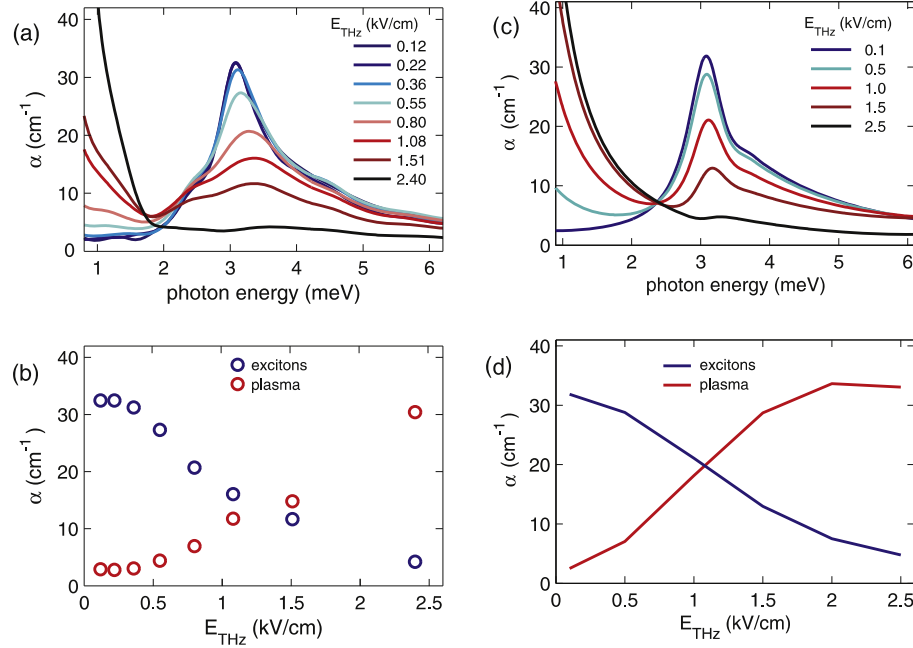 (a)
E_THz (kV/cm)
0.12
0.22
0.36
0.55
0.80
1.08
1.51
2.40
α (cm⁻¹)
40
30
20
10
0
1 2 3 4 5 6
photon energy (meV)
(c)
E_THz (kV/cm)
0.1
0.5
1.0
1.5
2.5
α (cm⁻¹)
40
30
20
10
0
1 2 3 4 5 6
photon energy (meV)
(b)
excitons
plasma
α (cm⁻¹)
40
30
20
10
0
0 0.5 1 1.5 2 2.5
E_THz (kV/cm)
(d)
excitons
plasma
α (cm⁻¹)
40
30
20
10
0
0 0.5 1 1.5 2 2.5
E_THz (kV/cm)